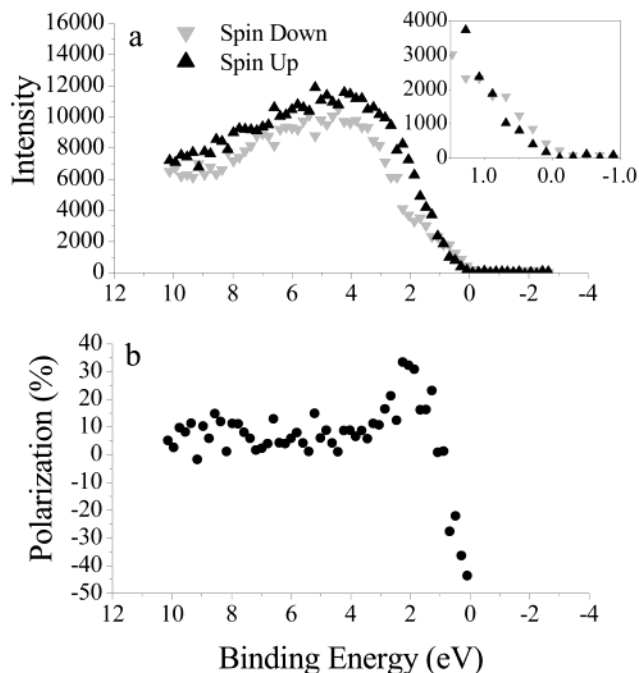 a
Spin Down
Spin Up
Intensity
16000
14000
12000
10000
8000
6000
4000
2000
0
12 10 8 6 4 2 0 -2 -4
4000
3000
2000
1000
0
1.0 0.0 -1.0
b
Polarization (%)
40
30
20
10
0
-10
-20
-30
-40
-50
12 10 8 6 4 2 0 -2 -4
Binding Energy (eV)